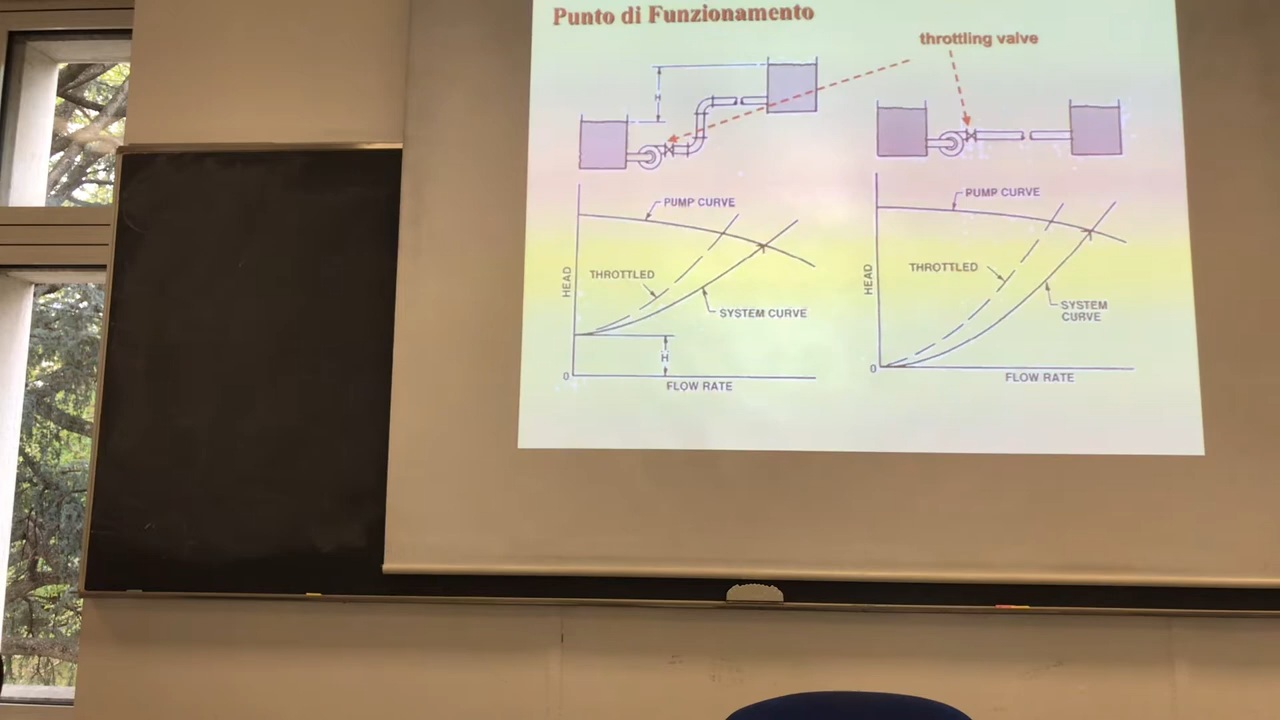 Punto di Funzionamento
throttling valve
H
PUMP CURVE
THROTTLED
SYSTEM CURVE
HEAD
H
0
FLOW RATE
PUMP CURVE
THROTTLED
SYSTEM
CURVE
HEAD
0
FLOW RATE